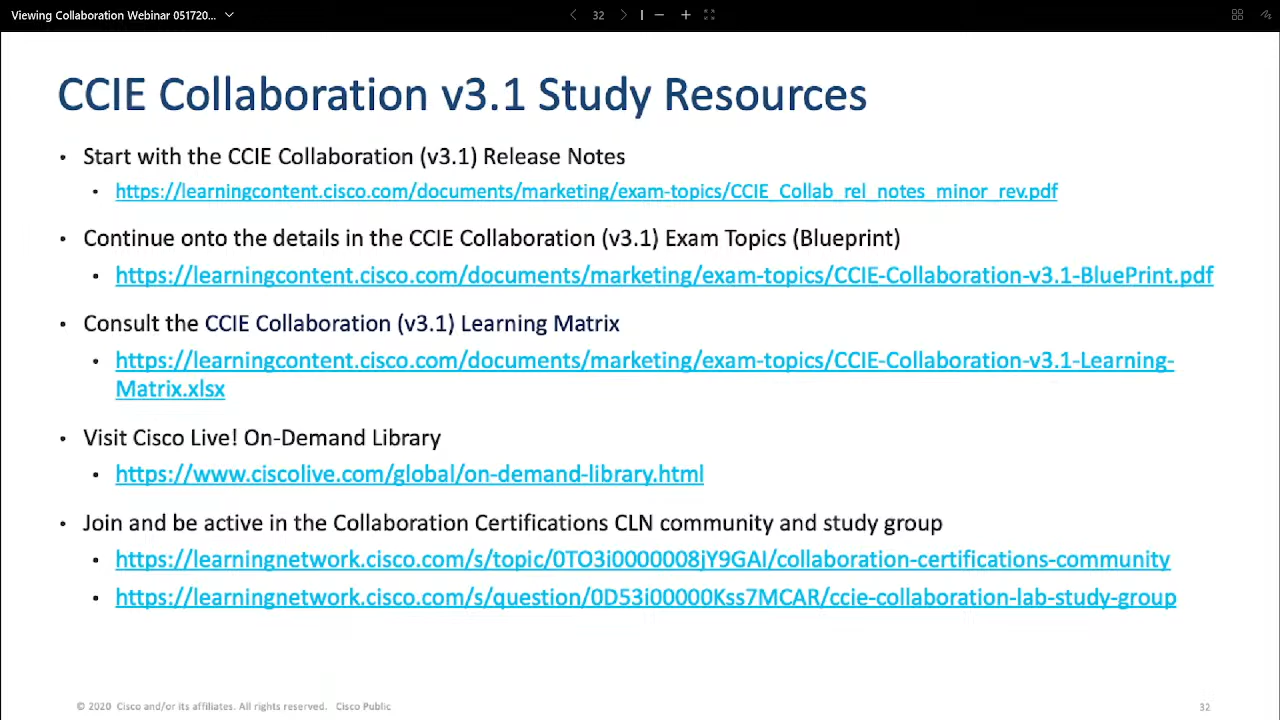 Viewing Collaboration Webinar 051720...
32
CCIE Collaboration v3.1 Study Resources
• Start with the CCIE Collaboration (v3.1) Release Notes
• https://learningcontent.cisco.com/documents/marketing/exam-topics/CCIE_Collab_rel_notes_minor_rev.pdf
• Continue onto the details in the CCIE Collaboration (v3.1) Exam Topics (Blueprint)
• https://learningcontent.cisco.com/documents/marketing/exam-topics/CCIE-Collaboration-v3.1-BluePrint.pdf
• Consult the CCIE Collaboration (v3.1) Learning Matrix
• https://learningcontent.cisco.com/documents/marketing/exam-topics/CCIE-Collaboration-v3.1-Learning-
Matrix.xlsx
• Visit Cisco Live! On-Demand Library
• https://www.ciscolive.com/global/on-demand-library.html
• Join and be active in the Collaboration Certifications CLN community and study group
• https://learningnetwork.cisco.com/s/topic/0TO3i0000008jY9GAI/collaboration-certifications-community
• https://learningnetwork.cisco.com/s/question/0D53i00000Kss7MCAR/ccie-collaboration-lab-study-group
© 2020 Cisco and/or its affiliates. All rights reserved. Cisco Public
32